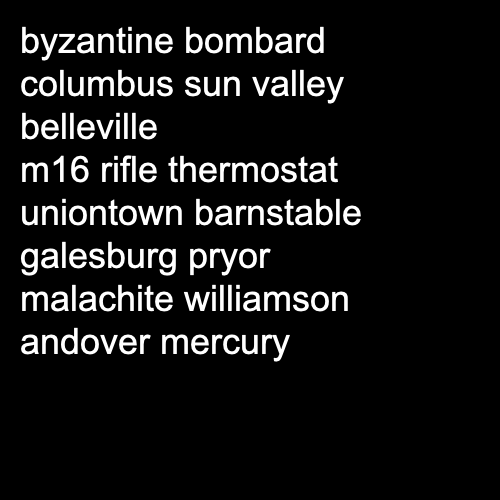 byzantine bombard
columbus sun valley
belleville
m16 rifle thermostat
uniontown barnstable
galesburg pryor
malachite williamson
andover mercury